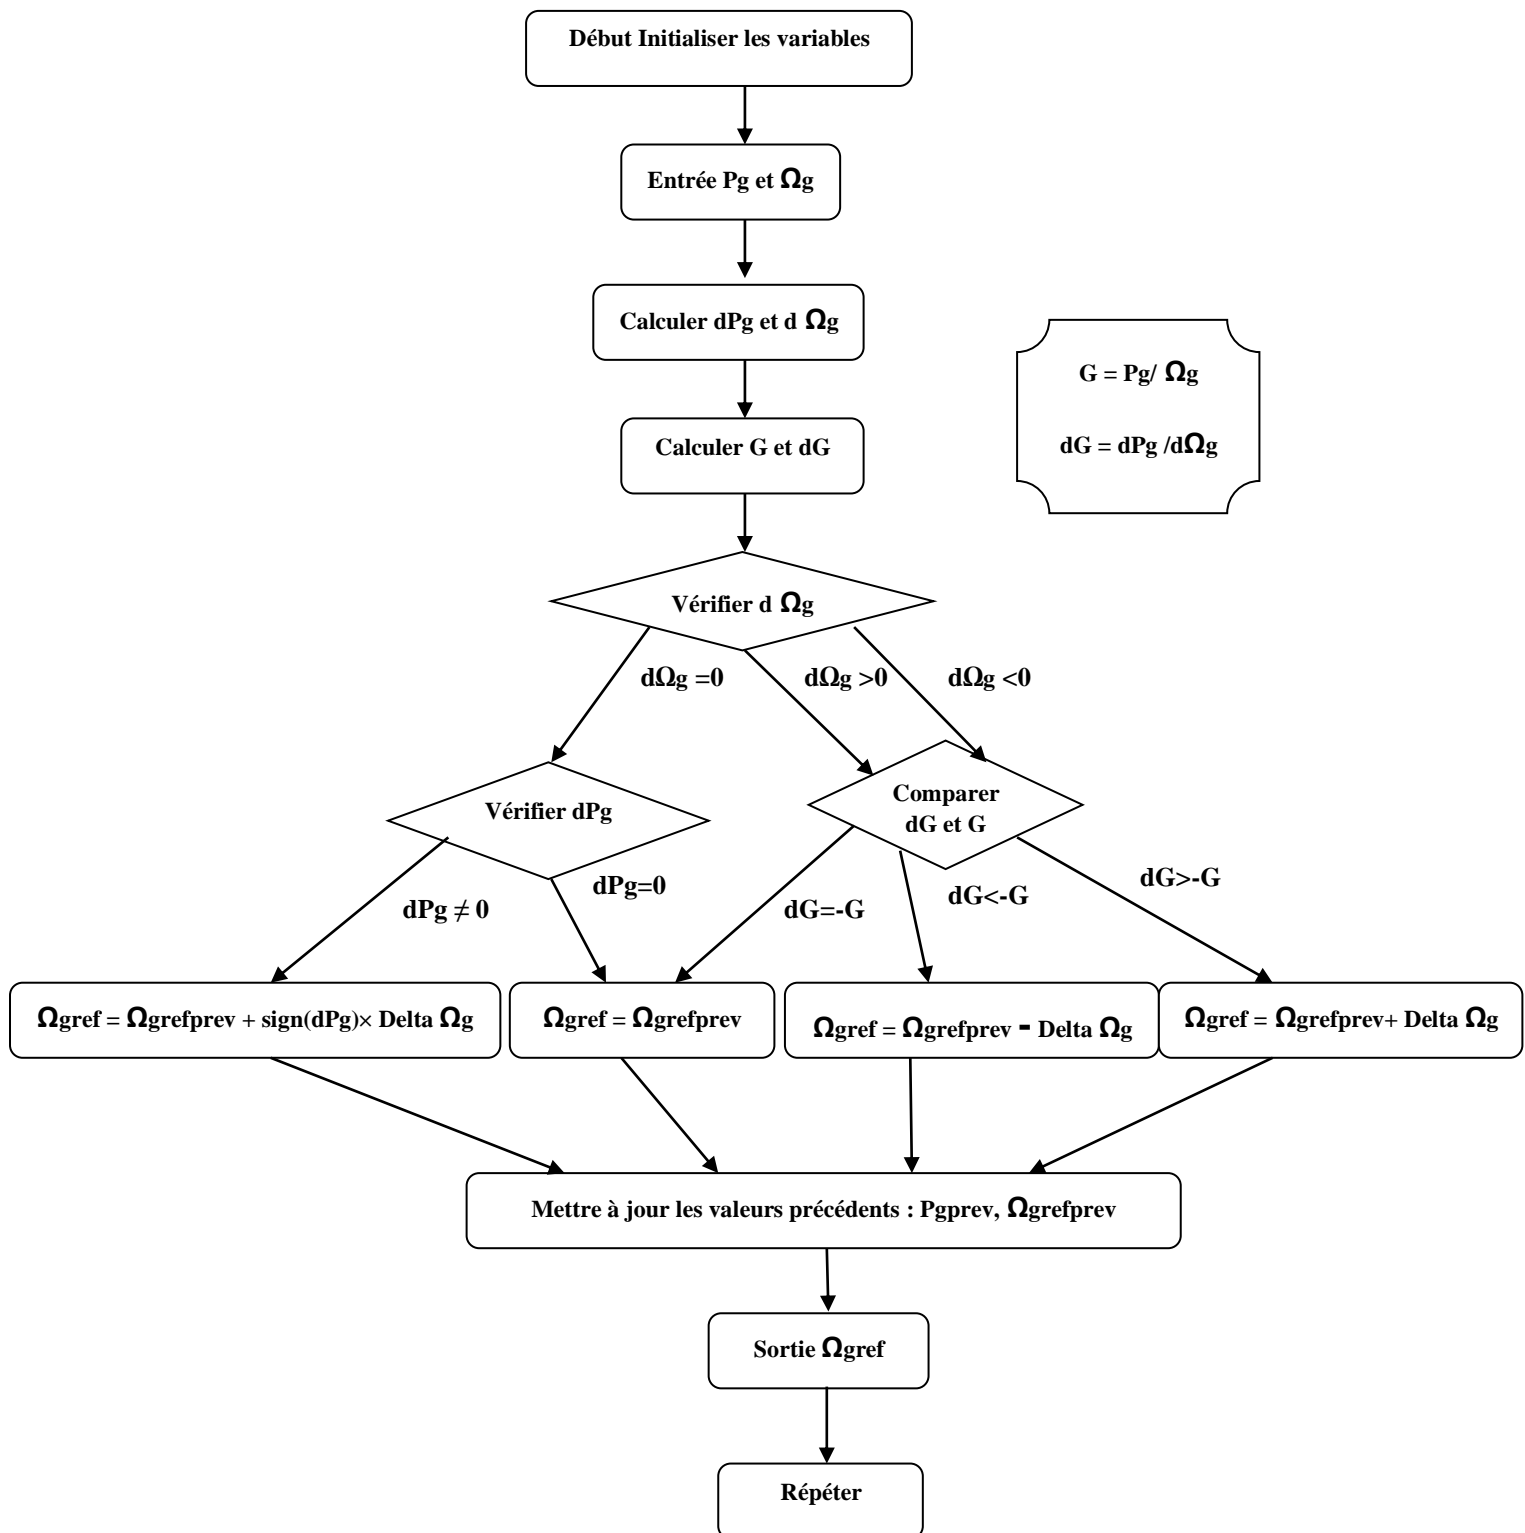 Début Initialiser les variables
Entrée Pg et Ωg
Calculer dPg et d Ωg
G = Pg/ Ωg
dG = dPg /dΩg
Calculer G et dG
Vérifier d Ωg
dΩg =0
dΩg >0
dΩg <0
Vérifier dPg
Comparer
dG et G
dPg ≠ 0
dPg=0
dG=-G
dG<-G
dG>-G
Ωgref = Ωgrefprev + sign(dPg)× Delta Ωg
Ωgref = Ωgrefprev
Ωgref = Ωgrefprev - Delta Ωg
Ωgref = Ωgrefprev+ Delta Ωg
Mettre à jour les valeurs précédents : Pgprev, Ωgrefprev
Sortie Ωgref
Répéter